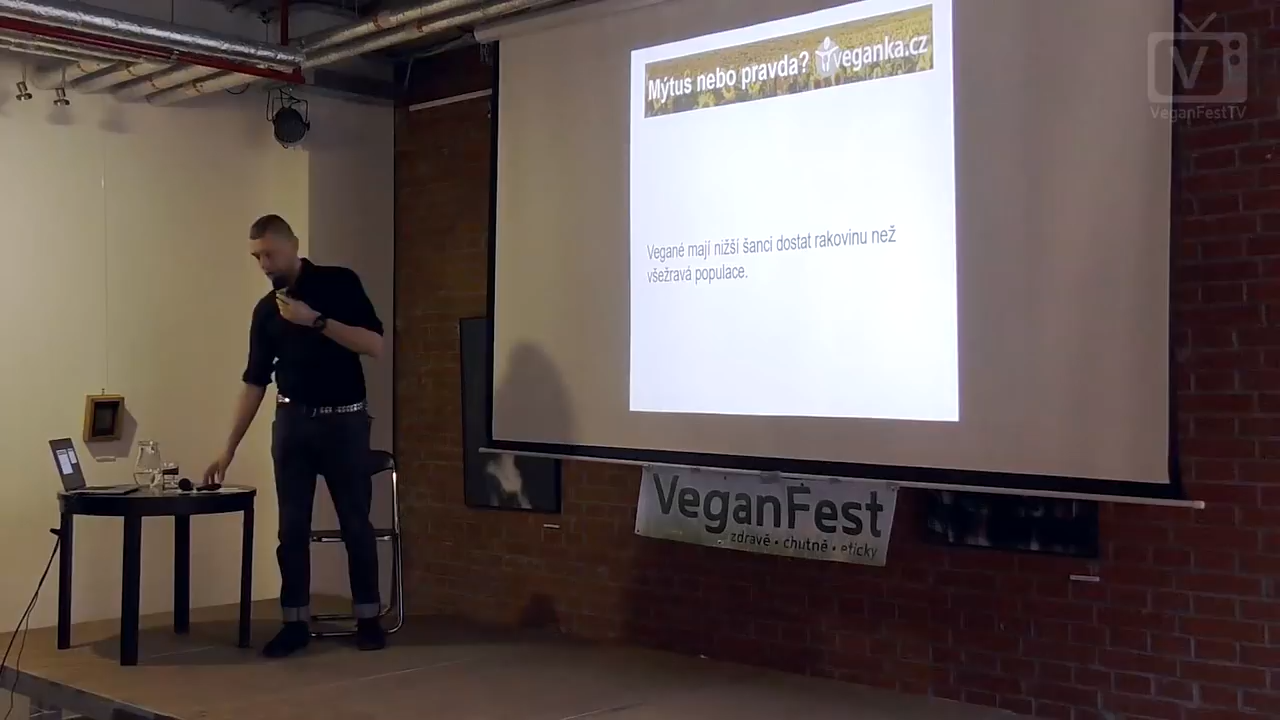 Mýtus nebo pravda? veganka.cz
Vegané mají nižší šanci dostat rakovinu než
všežravá populace.
VeganFest
zdravě • chutně • eticky
V
VeganFestTV